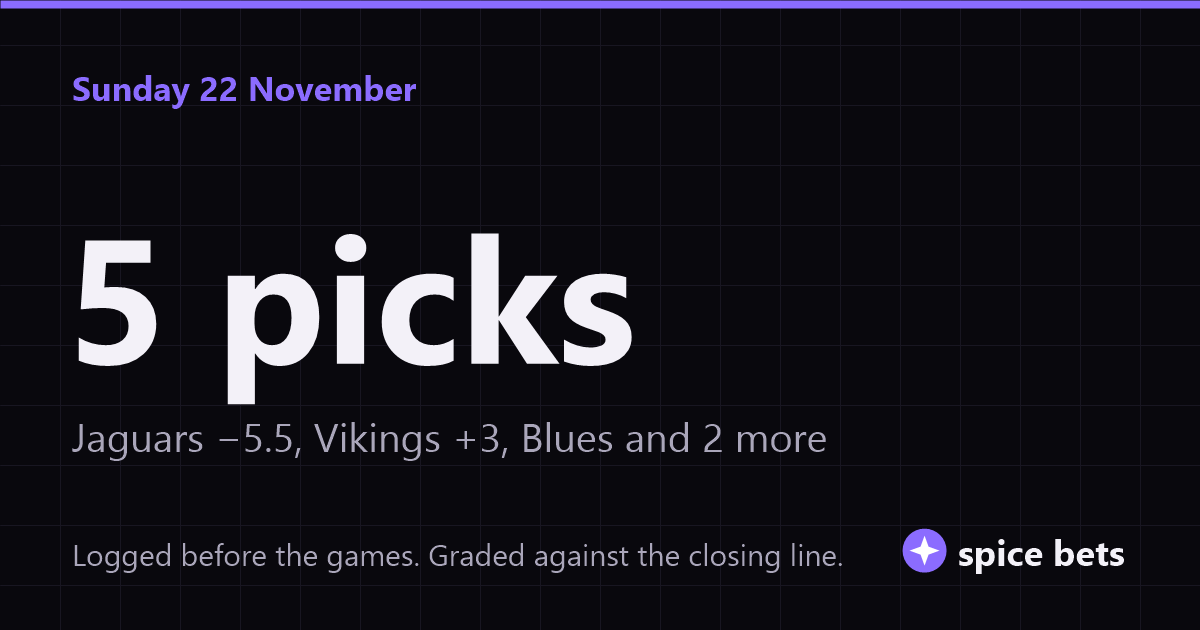 Sunday 22 November
5 picks
Jaguars −5.5, Vikings +3, Blues and 2 more
Logged before the games. Graded against the closing line.
spice bets